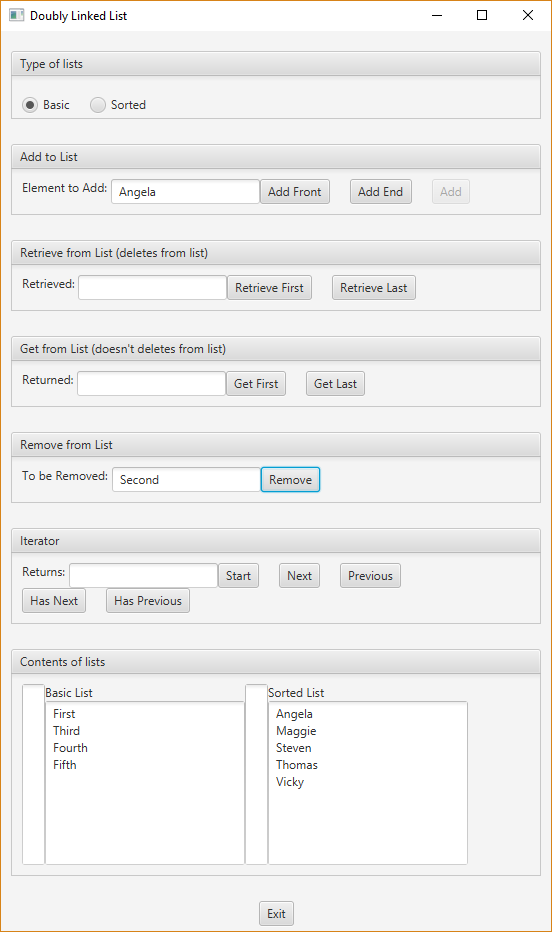 Doubly Linked List
Type of lists
Basic Sorted
Add to List
Element to Add: Angela Add Front Add End Add
Retrieve from List (deletes from list)
Retrieved: Retrieve First Retrieve Last
Get from List (doesn't deletes from list)
Returned: Get First Get Last
Remove from List
To be Removed: Second Remove
Iterator
Returns: Start Next Previous
Has Next Has Previous
Contents of lists
Basic List
First
Third
Fourth
Fifth
Sorted List
Angela
Maggie
Steven
Thomas
Vicky
Exit